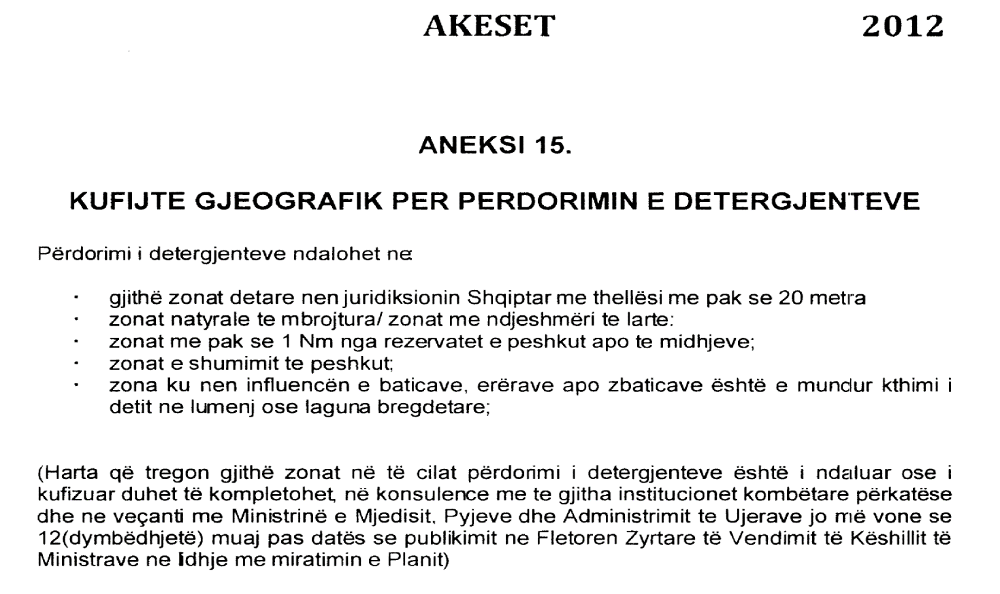 AKESET 2012
ANEKSI 15.
KUFIJTE GJEOGRAFIK PER PERDORIMIN E DETERGJENTEVE
Përdorimi i detergjenteve ndalohet ne:
· gjithë zonat detare nen juridiksionin Shqiptar me thellësi me pak se 20 metra
· zonat natyrale te mbrojtura/ zonat me ndjeshmëri te larte:
· zonat me pak se 1 Nm nga rezervatet e peshkut apo te midhjeve;
· zonat e shumimit te peshkut;
· zona ku nen influencën e baticave, erërave apo zbaticave është e mundur kthimi i
detit ne lumenj ose laguna bregdetare;
(Harta që tregon gjithë zonat në të cilat përdorimi i detergjenteve është i ndaluar ose i
kufizuar duhet të kompletohet, në konsulence me te gjitha institucionet kombëtare përkatëse
dhe ne veçanti me Ministrinë e Mjedisit, Pyjeve dhe Administrimit te Ujerave jo më vone se
12(dymbëdhjetë) muaj pas datës se publikimit ne Fletoren Zyrtare të Vendimit të Këshillit të
Ministrave ne lidhje me miratimin e Planit)